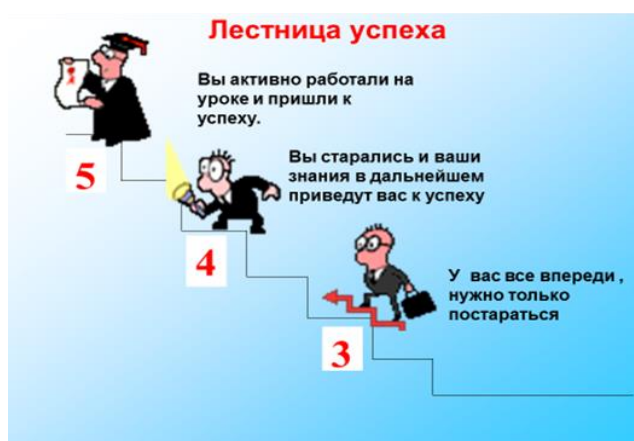 Лестница успеха
Вы активно работали на
уроке и пришли к
успеху.
5
Вы старались и ваши
знания в дальнейшем
приведут вас к успеху
4
У вас все впереди ,
нужно только
постараться
3